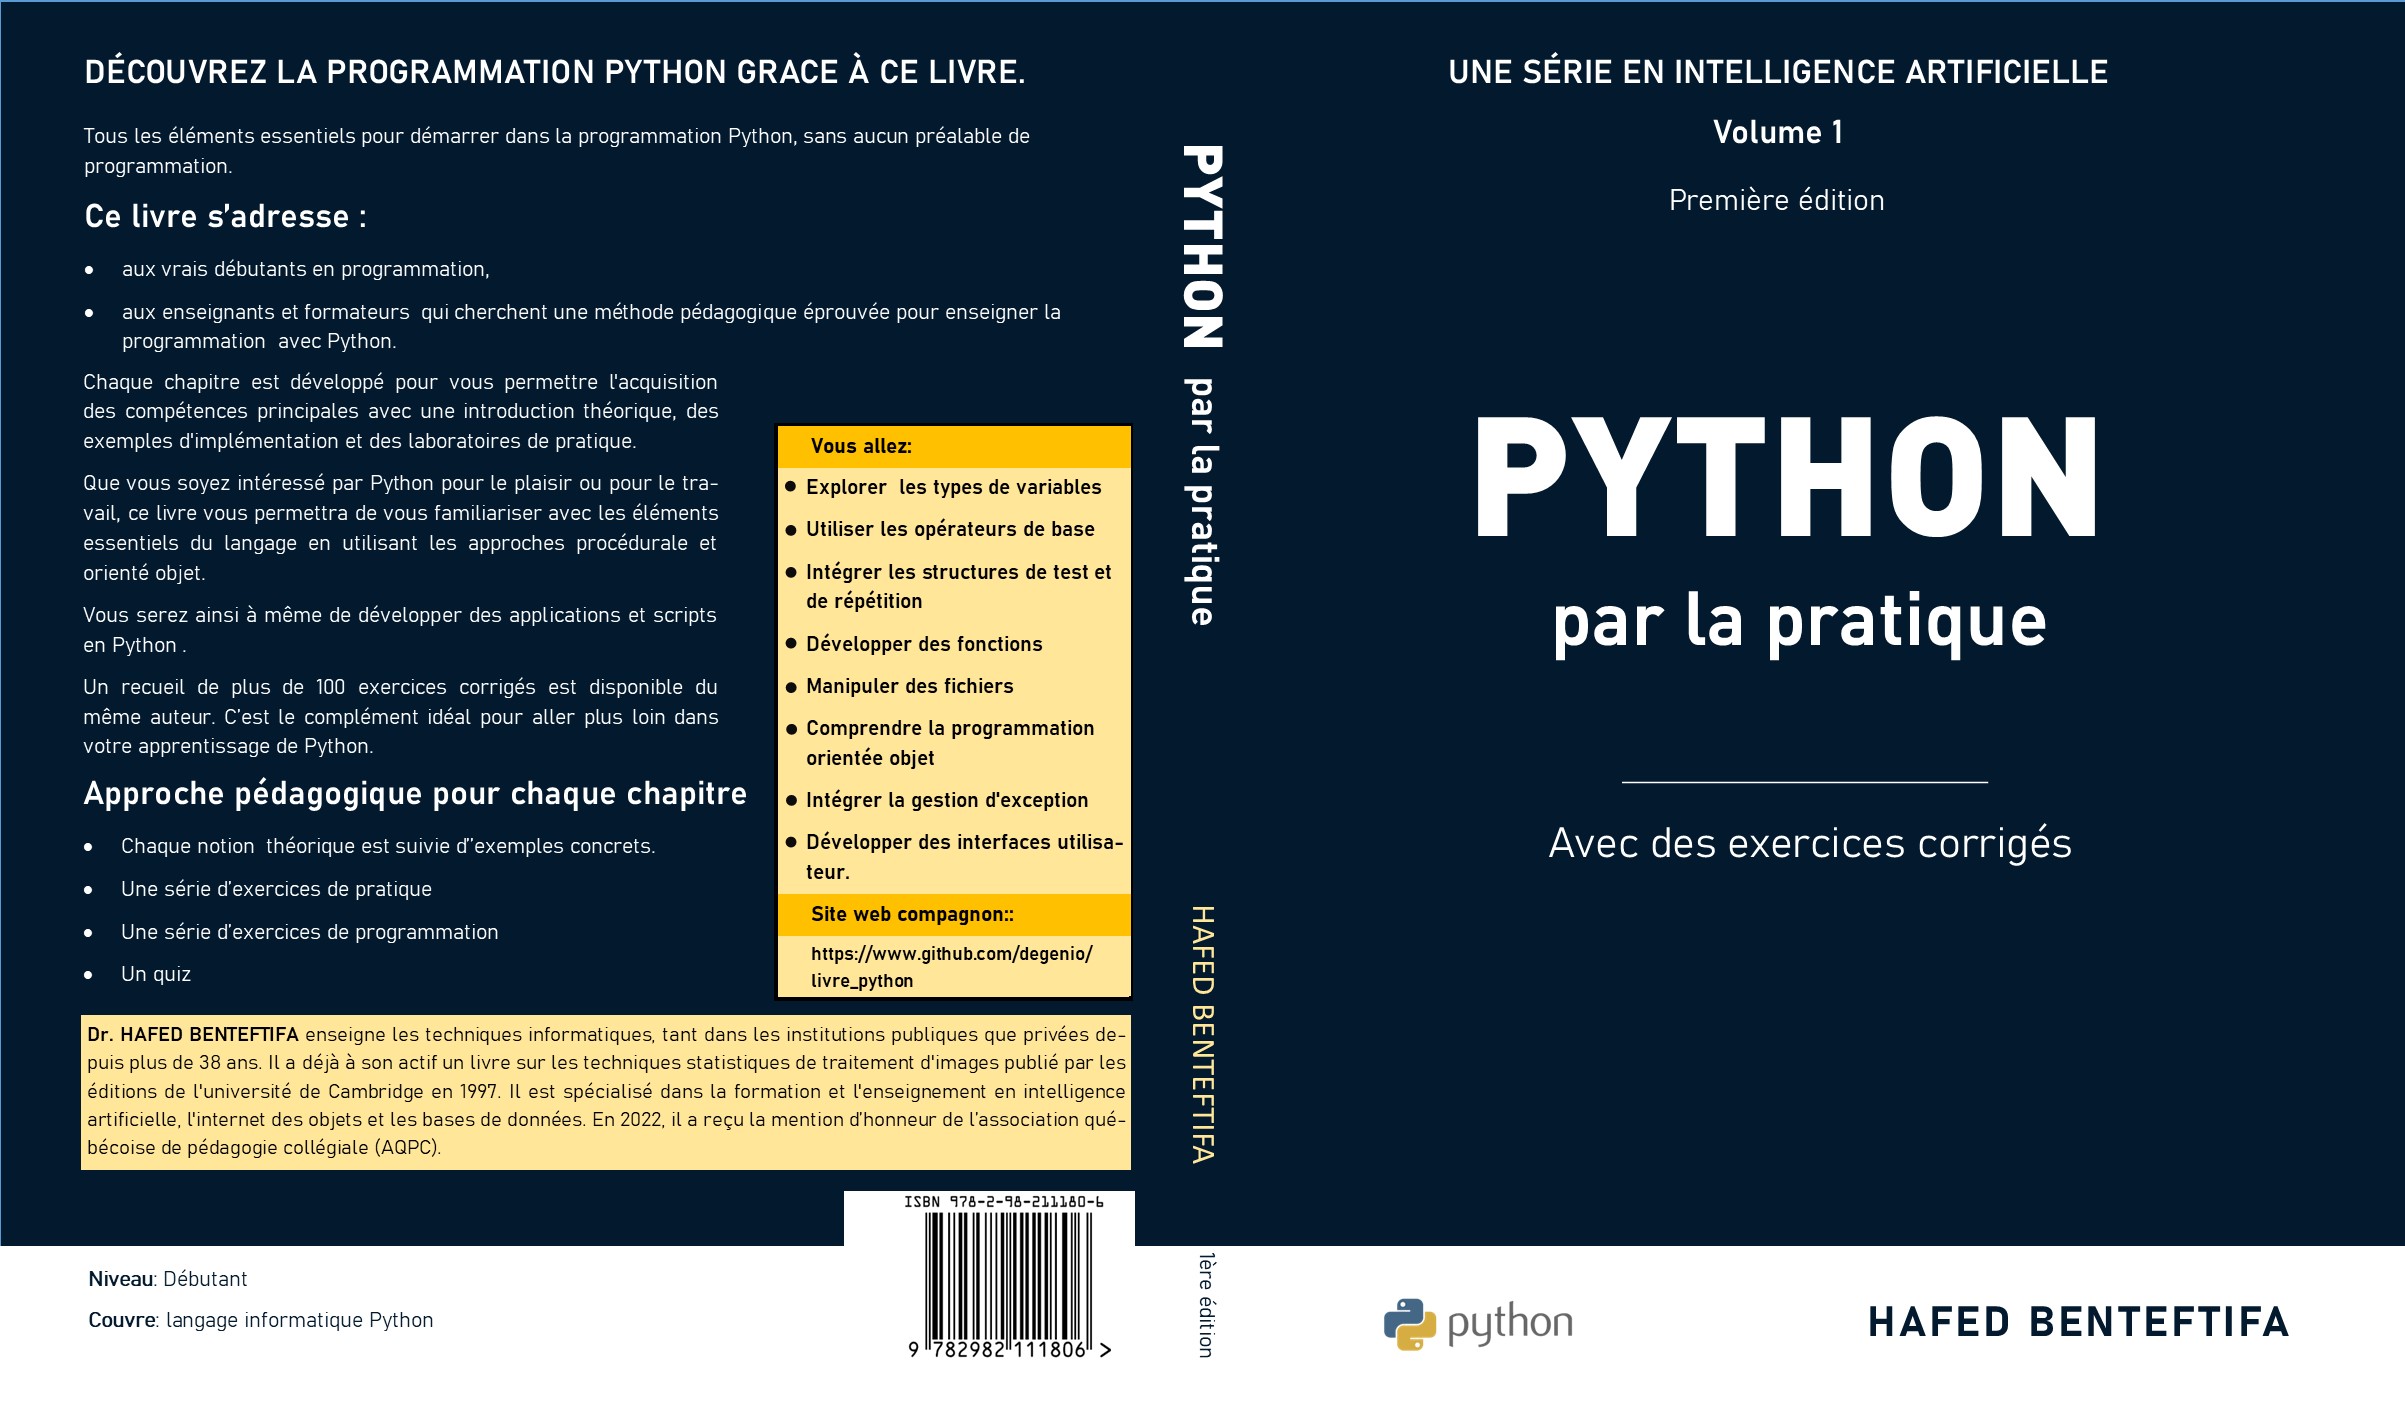 DÉCOUVREZ LA PROGRAMMATION PYTHON GRACE À CE LIVRE.
Tous les éléments essentiels pour démarrer dans la programmation Python, sans aucun préalable de
programmation.
Ce livre s’adresse :
• aux vrais débutants en programmation,
• aux enseignants et formateurs qui cherchent une méthode pédagogique éprouvée pour enseigner la
programmation avec Python.
Chaque chapitre est développé pour vous permettre l'acquisition
des compétences principales avec une introduction théorique, des
exemples d'implémentation et des laboratoires de pratique.
Que vous soyez intéressé par Python pour le plaisir ou pour le tra-
vail, ce livre vous permettra de vous familiariser avec les éléments
essentiels du langage en utilisant les approches procédurale et
orienté objet.
Vous serez ainsi à même de développer des applications et scripts
en Python .
Un recueil de plus de 100 exercices corrigés est disponible du
même auteur. C’est le complément idéal pour aller plus loin dans
votre apprentissage de Python.
Approche pédagogique pour chaque chapitre
• Chaque notion théorique est suivie d’'exemples concrets.
• Une série d’exercices de pratique
• Une série d’exercices de programmation
• Un quiz
Vous allez:
• Explorer les types de variables
• Utiliser les opérateurs de base
• Intégrer les structures de test et
de répétition
• Développer des fonctions
• Manipuler des fichiers
• Comprendre la programmation
orientée objet
• Intégrer la gestion d'exception
• Développer des interfaces utilisa-
teur.
Site web compagnon::
https://www.github.com/degenio/
livre_python
Dr. HAFED BENTEFTIFA enseigne les techniques informatiques, tant dans les institutions publiques que privées de-
puis plus de 38 ans. Il a déjà à son actif un livre sur les techniques statistiques de traitement d'images publié par les
éditions de l'université de Cambridge en 1997. Il est spécialisé dans la formation et l'enseignement en intelligence
artificielle, l'internet des objets et les bases de données. En 2022, il a reçu la mention d’honneur de l’association qué-
bécoise de pédagogie collégiale (AQPC).
ISBN 978-2-98-211180-6
9 782982 111806 >
Niveau: Débutant
Couvre: langage informatique Python
PYTHON par la pratique
HAFED BENTEFTIFA
1ère édition
UNE SÉRIE EN INTELLIGENCE ARTIFICIELLE
Volume 1
Première édition
PYTHON
par la pratique
Avec des exercices corrigés
python
HAFED BENTEFTIFA